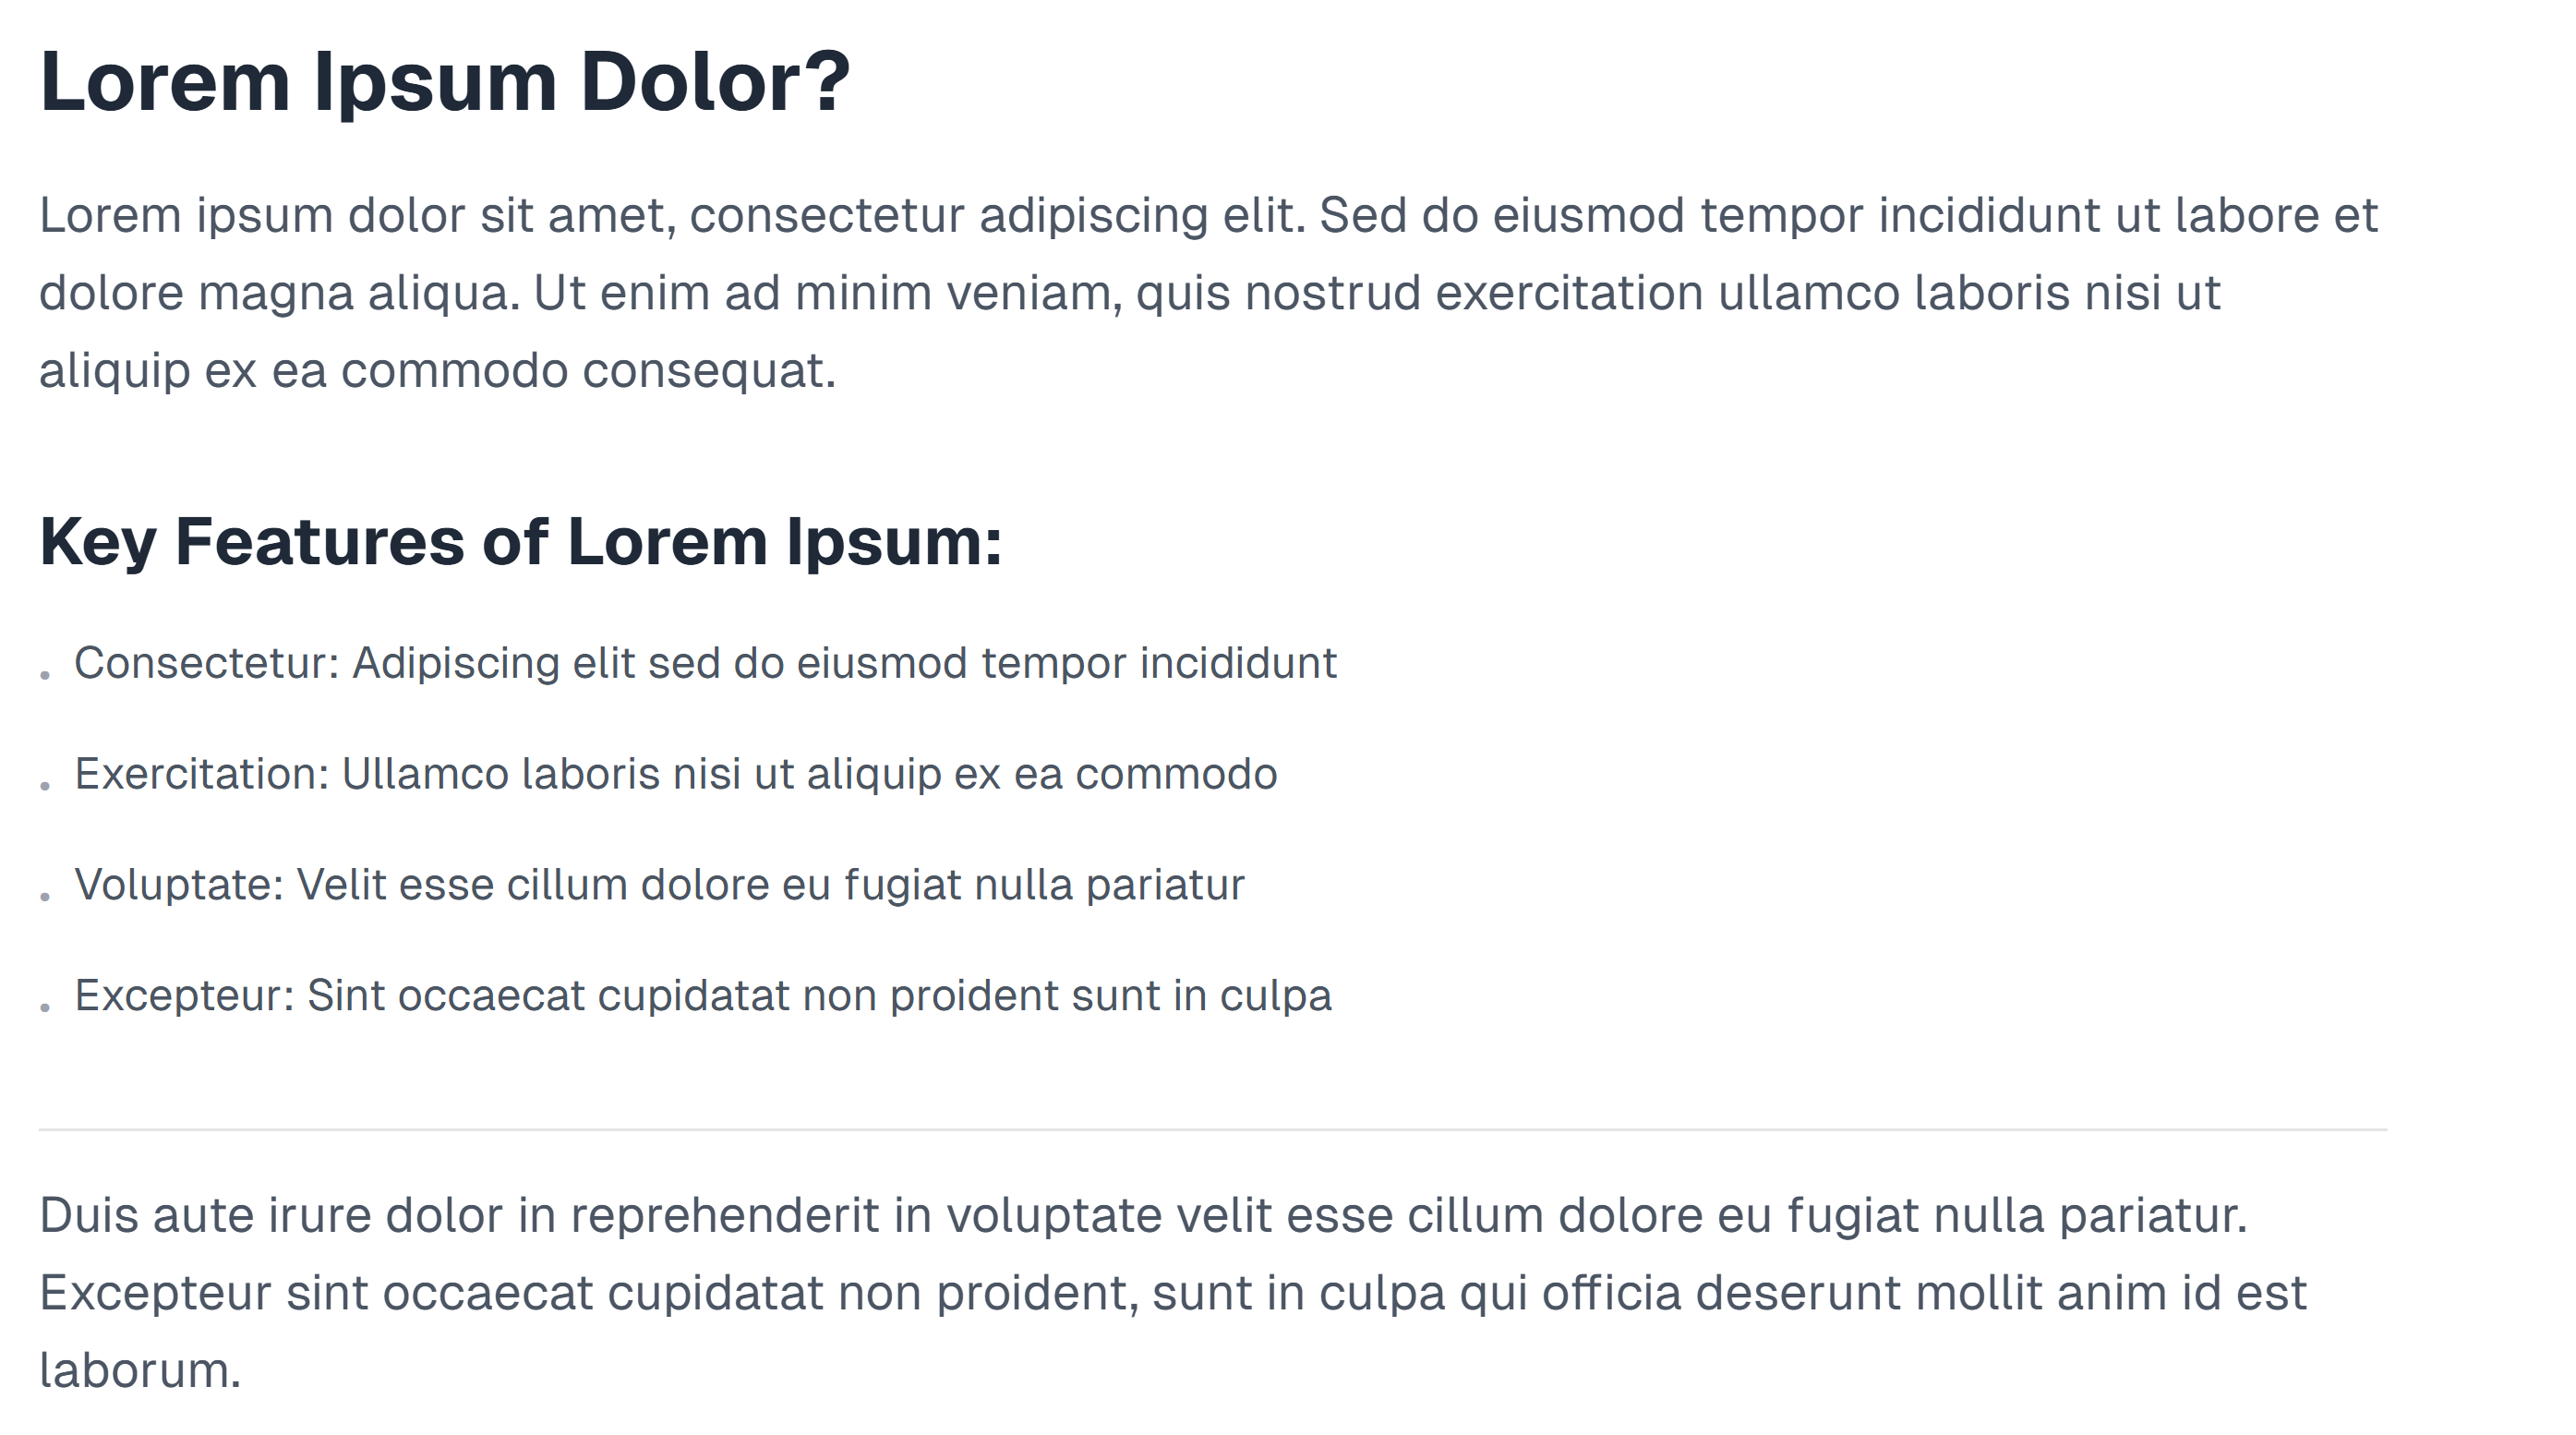 Lorem Ipsum Dolor?
Lorem ipsum dolor sit amet, consectetur adipiscing elit. Sed do eiusmod tempor incididunt ut labore et
dolore magna aliqua. Ut enim ad minim veniam, quis nostrud exercitation ullamco laboris nisi ut
aliquip ex ea commodo consequat.
Key Features of Lorem Ipsum:
• Consectetur: Adipiscing elit sed do eiusmod tempor incididunt
• Exercitation: Ullamco laboris nisi ut aliquip ex ea commodo
• Voluptate: Velit esse cillum dolore eu fugiat nulla pariatur
• Excepteur: Sint occaecat cupidatat non proident sunt in culpa
Duis aute irure dolor in reprehenderit in voluptate velit esse cillum dolore eu fugiat nulla pariatur.
Excepteur sint occaecat cupidatat non proident, sunt in culpa qui officia deserunt mollit anim id est
laborum.